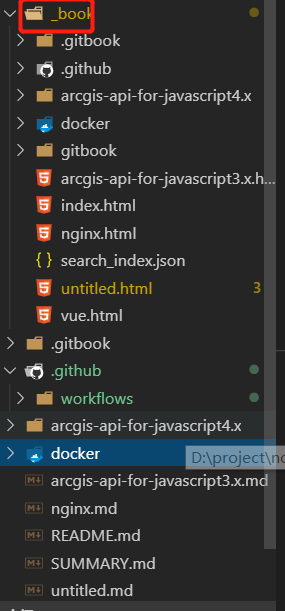 _book
.gitbook
.github
arcgis-api-for-javascript4.x
docker
gitbook
arcgis-api-for-javascript3.x.h...
index.html
nginx.html
{ } search_index.json
untitled.html 3
vue.html
.gitbook
.github
workflows
arcgis-api-for-javascript4.x
docker
D:\project\no
arcgis-api-for-javascript3.x.md
nginx.md
README.md
SUMMARY.md
untitled.md